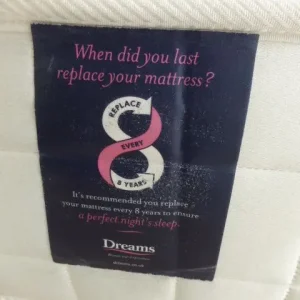 When did you last
replace your mattress?
REPLACE
EVERY
8 YEARS
It's recommended you replace
your mattress every 8 years to ensure
a perfect night's sleep.
Dreams